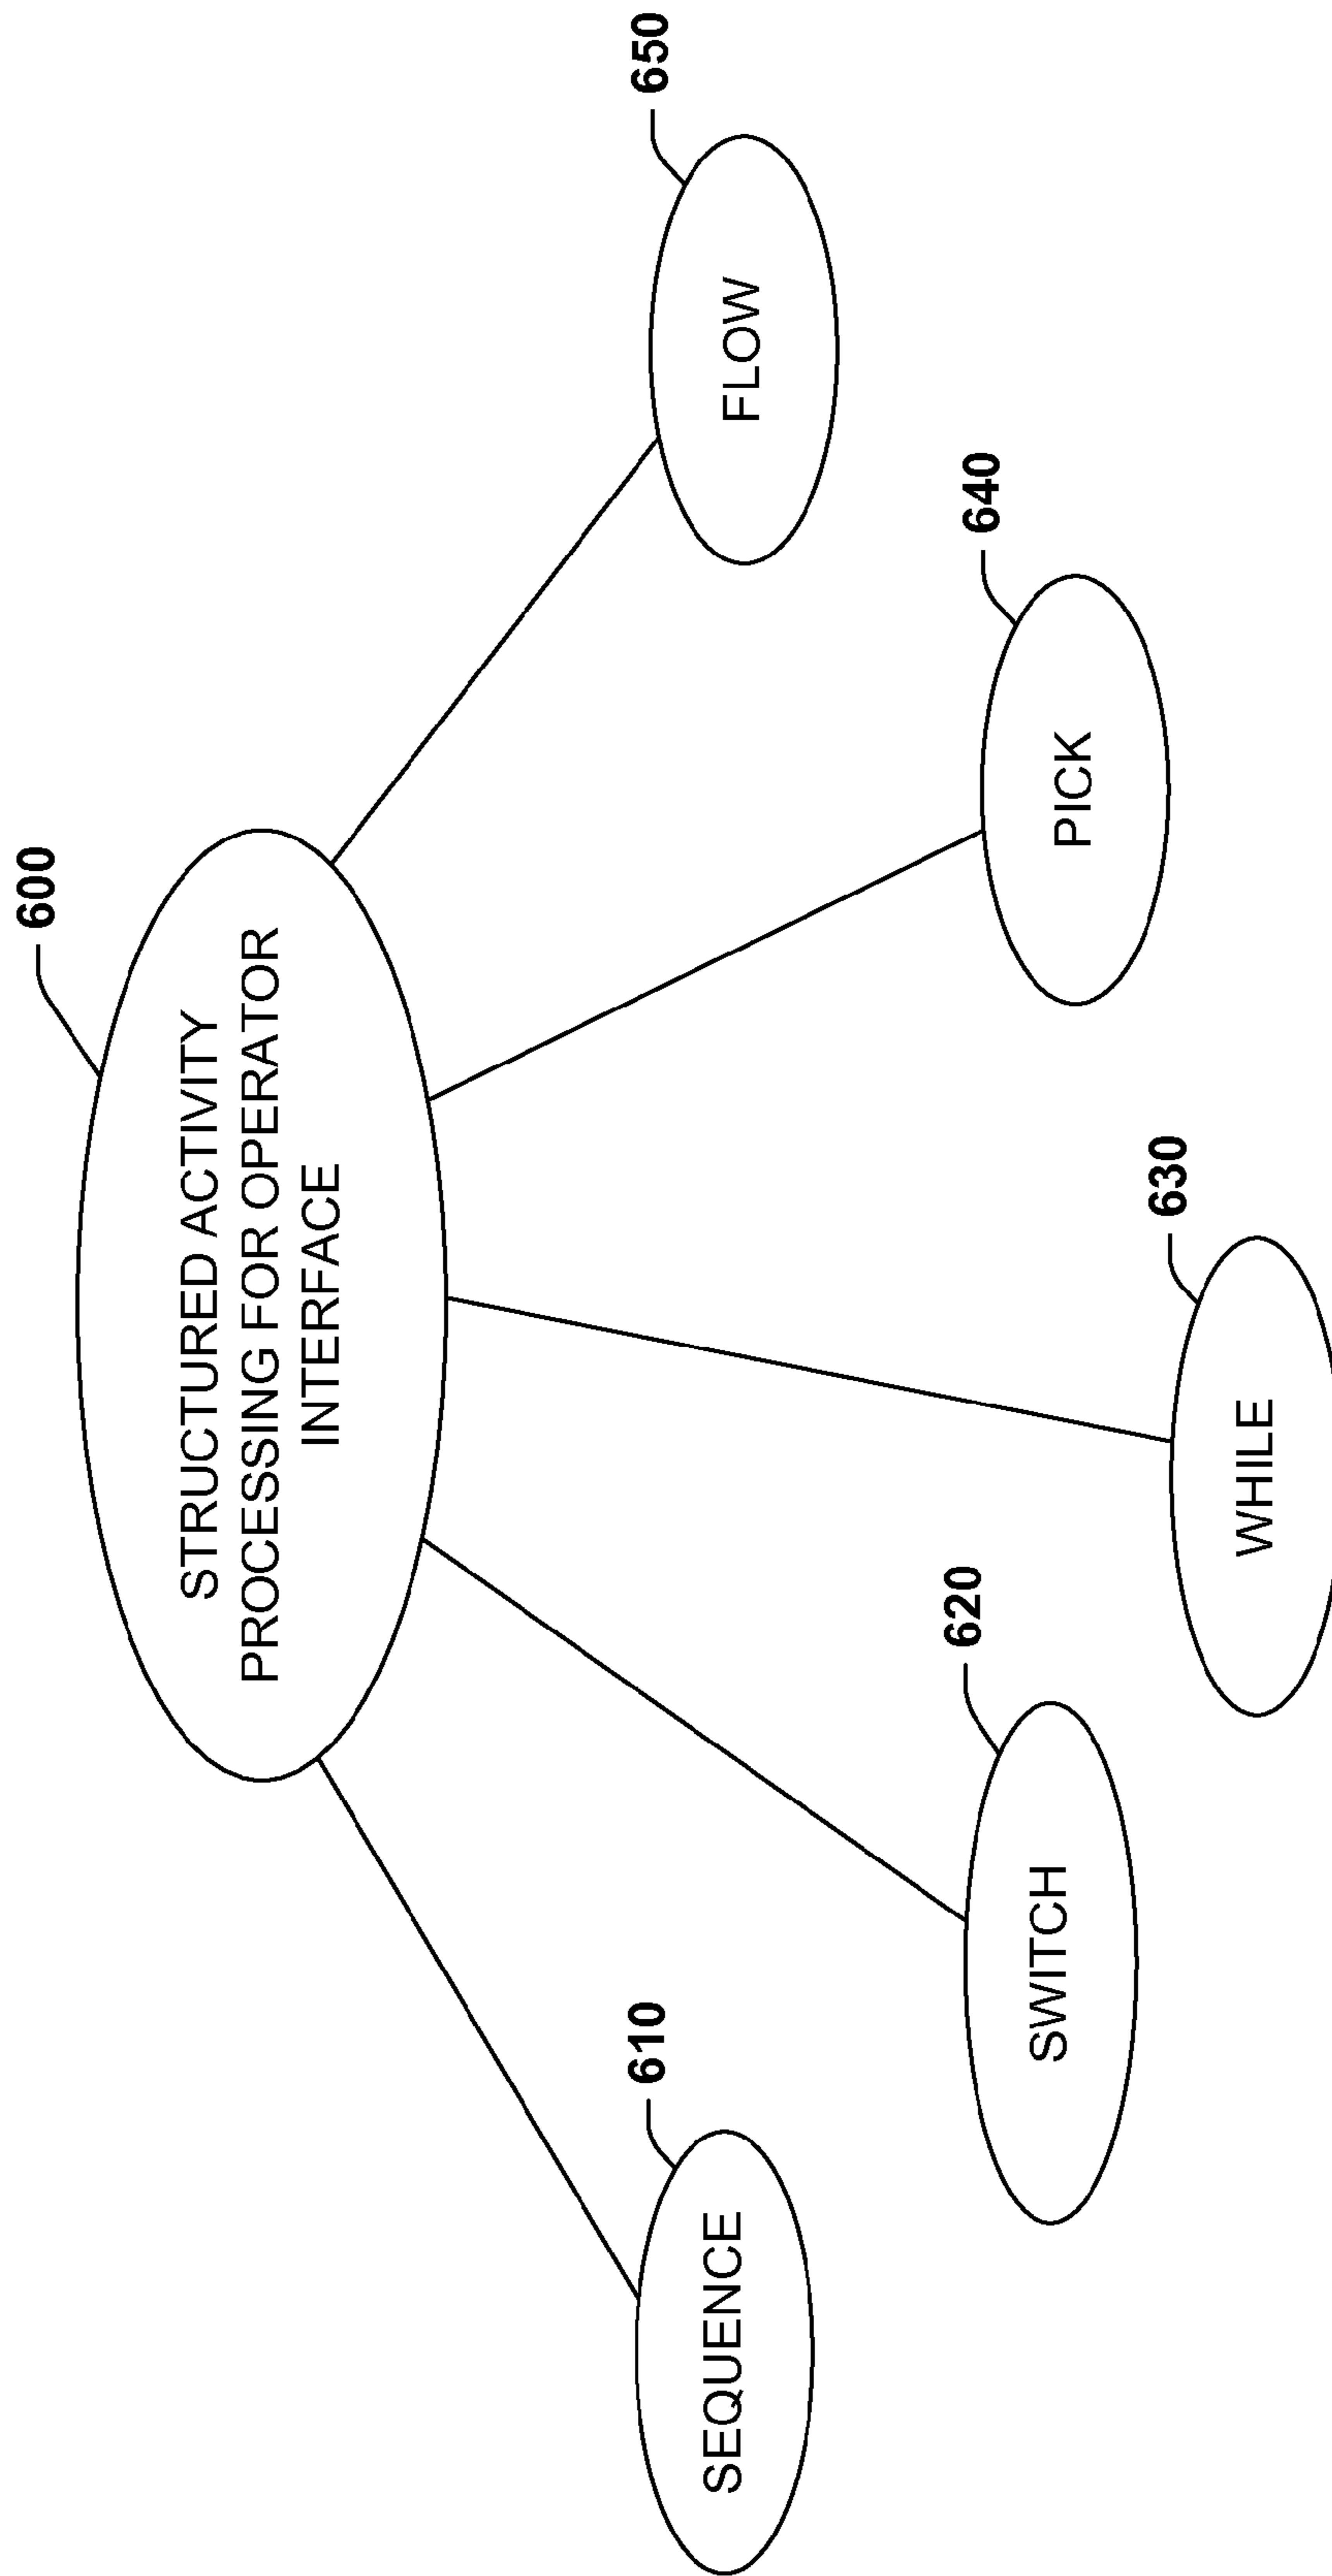 600
STRUCTURED ACTIVITY
PROCESSING FOR OPERATOR
INTERFACE
610
SEQUENCE
620
SWITCH
630
WHILE
640
PICK
650
FLOW